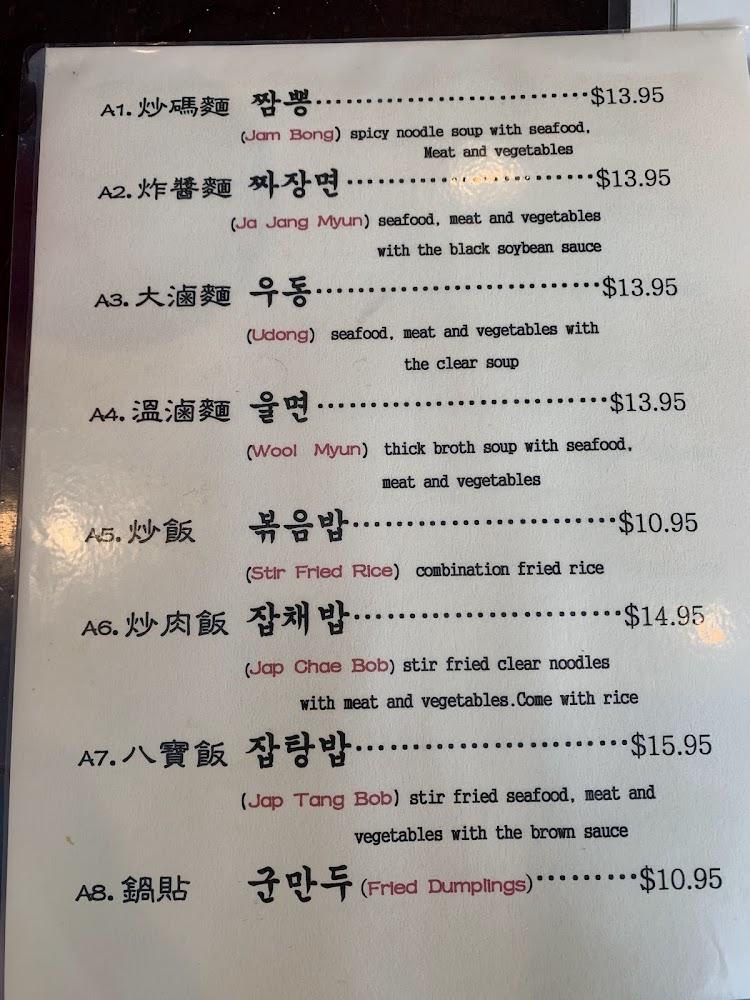 A1. 炒碼麵 짬뽕..............................$13.95
(Jam Bong) spicy noodle soup with seafood,
Meat and vegetables
A2. 炸醬麵 짜장면..............................$13.95
(Ja Jang Myun) seafood, meat and vegetables
with the black soybean sauce
A3. 大滷麵 우동..............................$13.95
(Udong) seafood, meat and vegetables with
the clear soup
A4. 溫滷麵 울면..............................$13.95
(Wool Myun) thick broth soup with seafood,
meat and vegetables
A5. 炒飯 볶음밥..............................$10.95
(Stir Fried Rice) combination fried rice
A6. 炒肉飯 잡채밥..............................$14.95
(Jap Chae Bob) stir fried clear noodles
with meat and vegetables.Come with rice
A7. 八寶飯 잡탕밥..............................$15.95
(Jap Tang Bob) stir fried seafood, meat and
vegetables with the brown sauce
A8. 鍋貼 군만두 (Fried Dumplings)..........$10.95